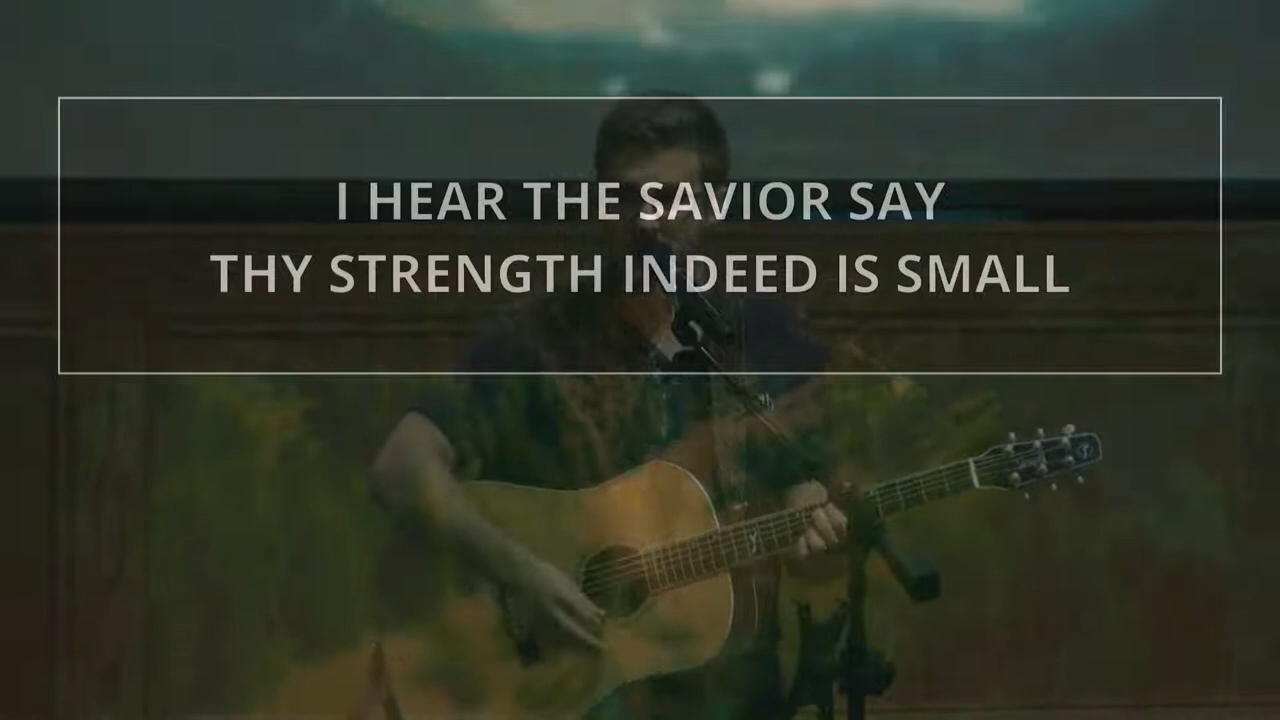 I HEAR THE SAVIOR SAY
THY STRENGTH INDEED IS SMALL